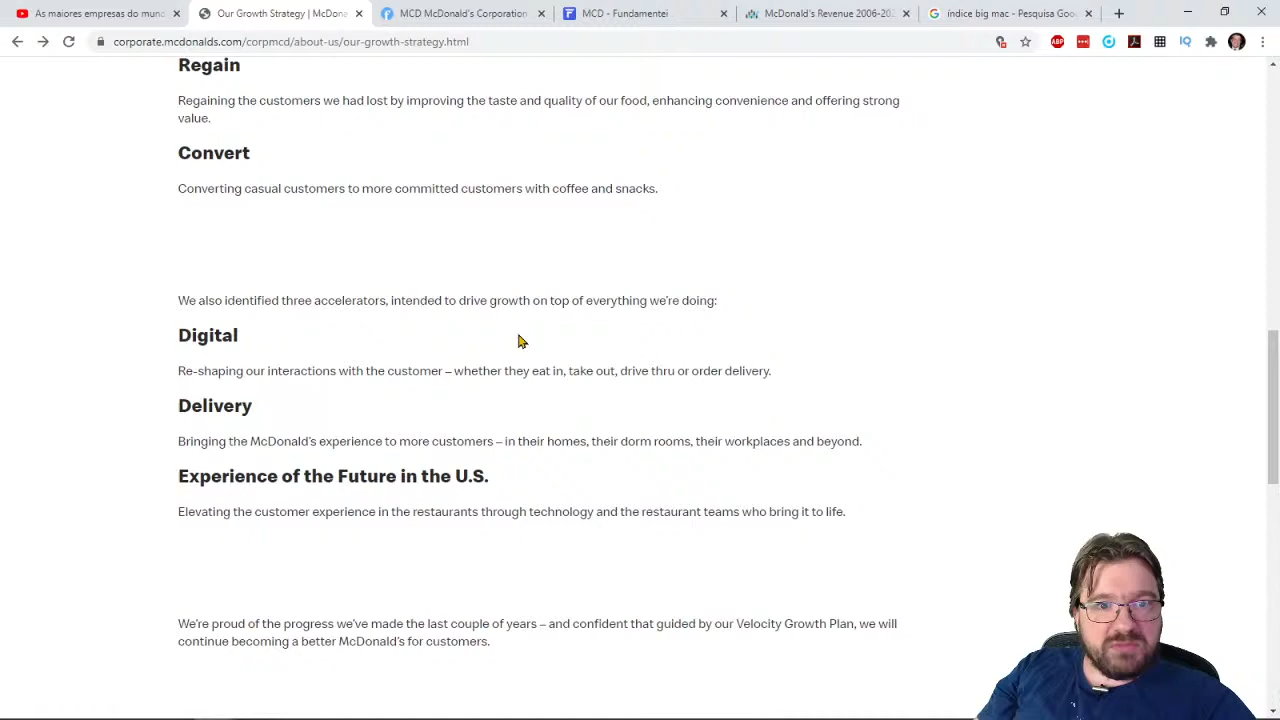 As maiores empresas do mundo
Our Growth Strategy | McDona
MCD McDonald's Corporation
MCD - Fundamentei
McDonald's Revenue 2006-20
índice big mac - Pesquisa Goo
corporate.mcdonalds.com/corpmcd/about-us/our-growth-strategy.html
ABP
IQ
Regain
Regaining the customers we had lost by improving the taste and quality of our food, enhancing convenience and offering strong
value.
Convert
Converting casual customers to more committed customers with coffee and snacks.
We also identified three accelerators, intended to drive growth on top of everything we're doing:
Digital
Re-shaping our interactions with the customer – whether they eat in, take out, drive thru or order delivery.
Delivery
Bringing the McDonald's experience to more customers – in their homes, their dorm rooms, their workplaces and beyond.
Experience of the Future in the U.S.
Elevating the customer experience in the restaurants through technology and the restaurant teams who bring it to life.
We're proud of the progress we've made the last couple of years – and confident that guided by our Velocity Growth Plan, we will
continue becoming a better McDonald's for customers.